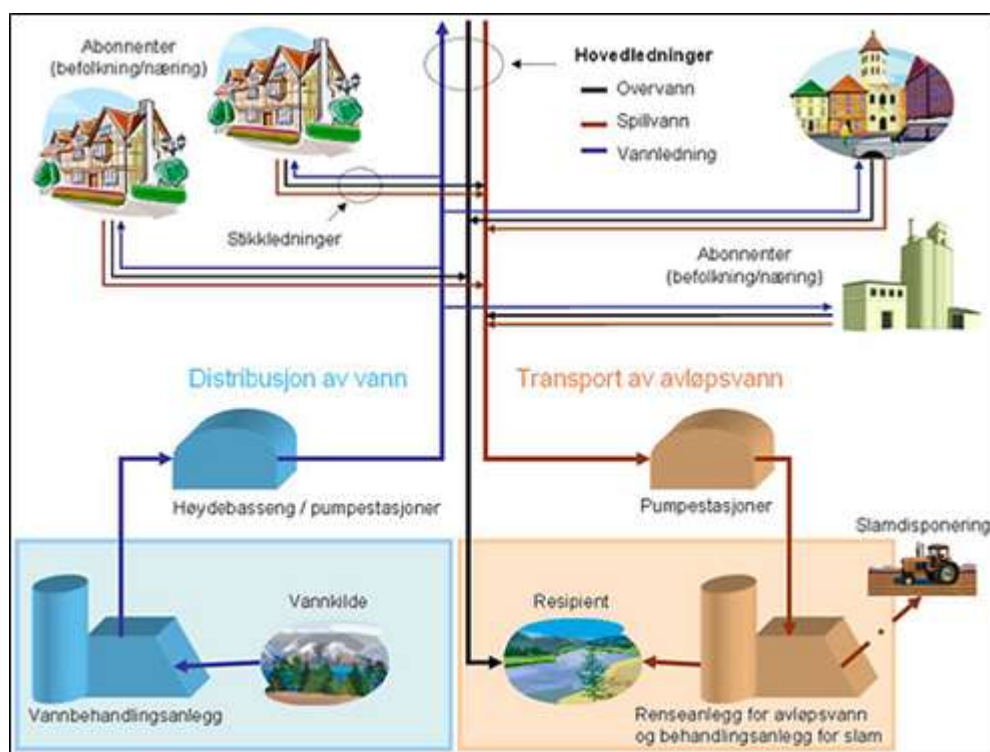 Abonnenter
(befolkning/næring)
Hovedledninger
Overvann
Spillvann
Vannledning
Stikkledninger
Abonnenter
(befolkning/næring)
Distribusjon av vann
Transport av avløpsvann
Høydebasseng / pumpestasjoner
Pumpestasjoner
Slamdisponering
Vannkilde
Resipient
Vannbehandlingsanlegg
Renseanlegg for avløpsvann
og behandlingsanlegg for slam